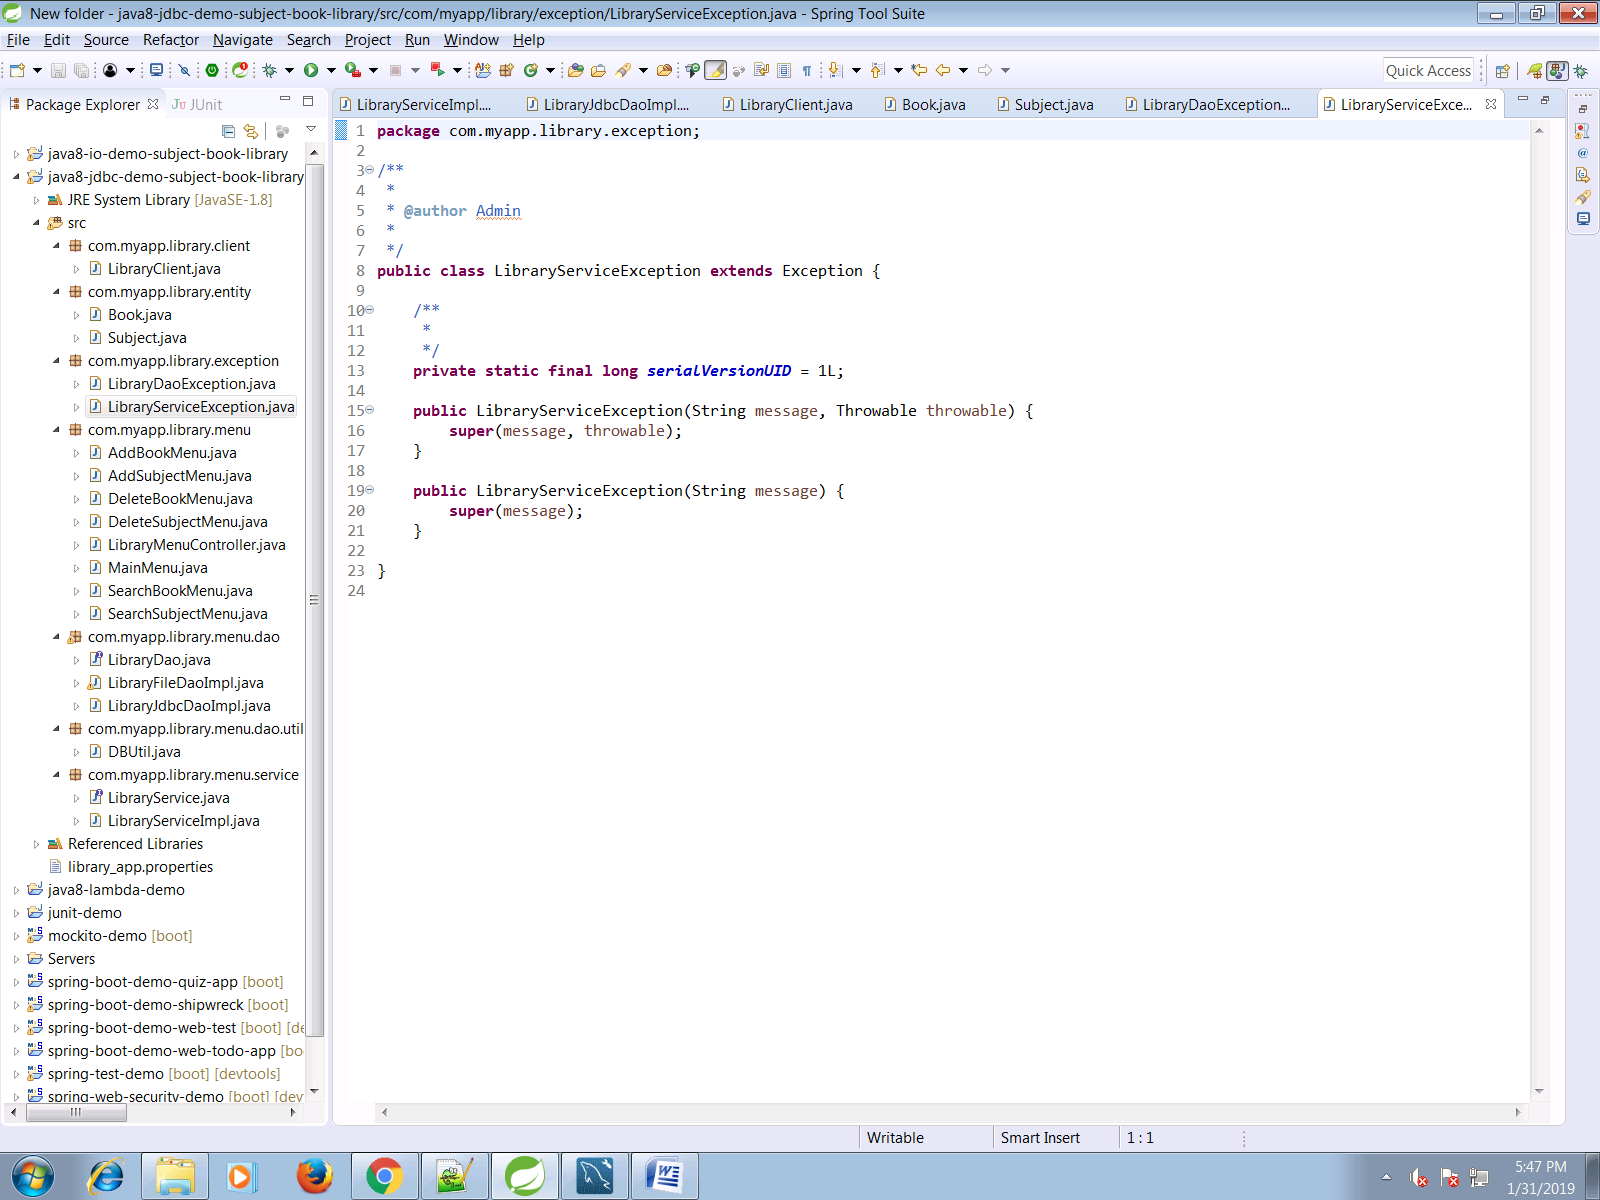 New folder - java8-jdbc-demo-subject-book-library/src/com/myapp/library/exception/LibraryServiceException.java - Spring Tool Suite
File Edit Source Refactor Navigate Search Project Run Window Help
Quick Access
Package Explorer
JUnit
LibraryServiceImpl....
LibraryJdbcDaoImpl....
LibraryClient.java
Book.java
Subject.java
LibraryDaoException...
LibraryServiceExce...
java8-io-demo-subject-book-library
java8-jdbc-demo-subject-book-library
JRE System Library [JavaSE-1.8]
src
com.myapp.library.client
LibraryClient.java
com.myapp.library.entity
Book.java
Subject.java
com.myapp.library.exception
LibraryDaoException.java
LibraryServiceException.java
com.myapp.library.menu
AddBookMenu.java
AddSubjectMenu.java
DeleteBookMenu.java
DeleteSubjectMenu.java
LibraryMenuController.java
MainMenu.java
SearchBookMenu.java
SearchSubjectMenu.java
com.myapp.library.menu.dao
LibraryDao.java
LibraryFileDaoImpl.java
LibraryJdbcDaoImpl.java
com.myapp.library.menu.dao.util
DBUtil.java
com.myapp.library.menu.service
LibraryService.java
LibraryServiceImpl.java
Referenced Libraries
library_app.properties
java8-lambda-demo
junit-demo
mockito-demo [boot]
Servers
spring-boot-demo-quiz-app [boot]
spring-boot-demo-shipwreck [boot]
spring-boot-demo-web-test [boot] [de
spring-boot-demo-web-todo-app [bo
spring-test-demo [boot] [devtools]
spring-web-security-demo [boot] [dev
1 package com.myapp.library.exception;
2
3 /**
4 *
5 * @author Admin
6 *
7 */
8 public class LibraryServiceException extends Exception {
9
10 /**
11 *
12 */
13 private static final long serialVersionUID = 1L;
14
15 public LibraryServiceException(String message, Throwable throwable) {
16 super(message, throwable);
17 }
18
19 public LibraryServiceException(String message) {
20 super(message);
21 }
22
23 }
24
Writable
Smart Insert
1 : 1
5:47 PM
1/31/2019